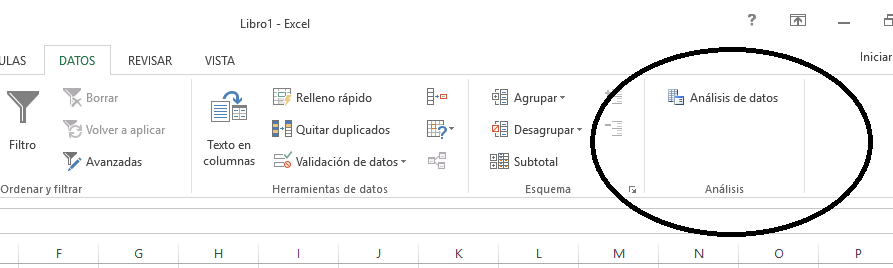 Libro1 - Excel
?
ULAS DATOS REVISAR VISTA Iniciar
Filtro
Borrar
Volver a aplicar
Avanzadas
Ordenar y filtrar
Texto en
columnas
Relleno rápido
Quitar duplicados
Validación de datos
Herramientas de datos
Agrupar
Desagrupar
Subtotal
Esquema
Análisis de datos
Análisis
F G H I J K L M N O P